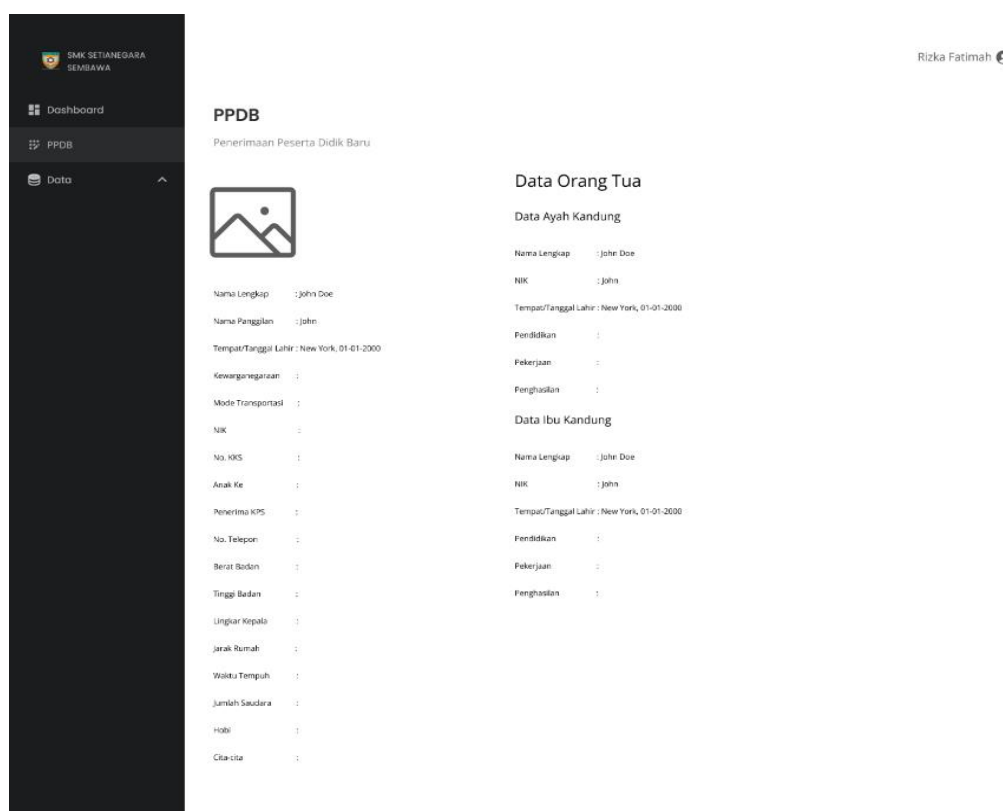 SMK SETIANEGARA
SEMBAWA
Rizka Fatimah
Dashboard
PPDB
Data
PPDB
Penerimaan Peserta Didik Baru
Nama Lengkap : John Doe
Nama Panggilan : John
Tempat/Tanggal Lahir : New York, 01-01-2000
Kewarganegaraan :
Mode Transportasi :
NIK :
No. KKS :
Anak Ke :
Penerima KPS :
No. Telepon :
Berat Badan :
Tinggi Badan :
Lingkar Kepala :
Jarak Rumah :
Waktu Tempuh :
Jumlah Saudara :
Hobi :
Cita-cita :
Data Orang Tua
Data Ayah Kandung
Nama Lengkap : John Doe
NIK : John
Tempat/Tanggal Lahir : New York, 01-01-2000
Pendidikan :
Pekerjaan :
Penghasilan :
Data Ibu Kandung
Nama Lengkap : John Doe
NIK : John
Tempat/Tanggal Lahir : New York, 01-01-2000
Pendidikan :
Pekerjaan :
Penghasilan :